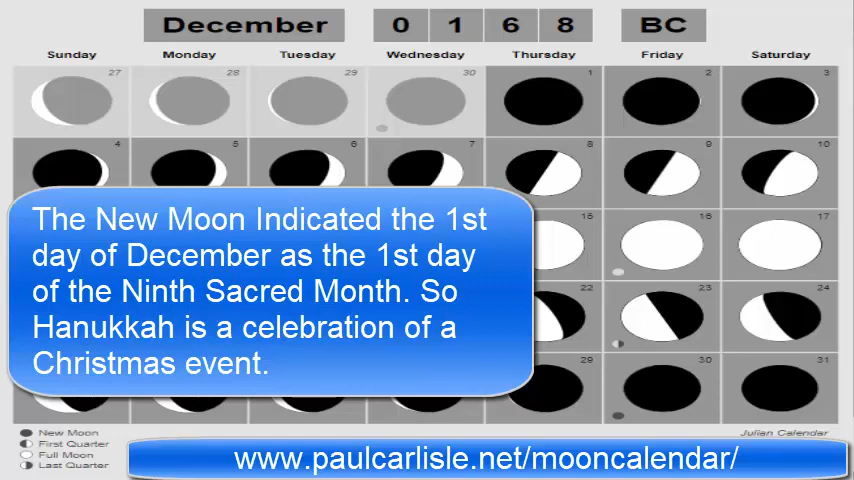 December 0 1 6 8 BC
Sunday Monday Tuesday Wednesday Thursday Friday Saturday
27 28 29 30 1 2 3
4 5 6 7 8 9 10
The New Moon Indicated the 1st
day of December as the 1st day
of the Ninth Sacred Month. So
Hanukkah is a celebration of a
Christmas event.
15 16 17
22 23 24
29 30 31
New Moon
First Quarter
Full Moon
Last Quarter
Julian Calendar
www.paulcarlisle.net/mooncalendar/